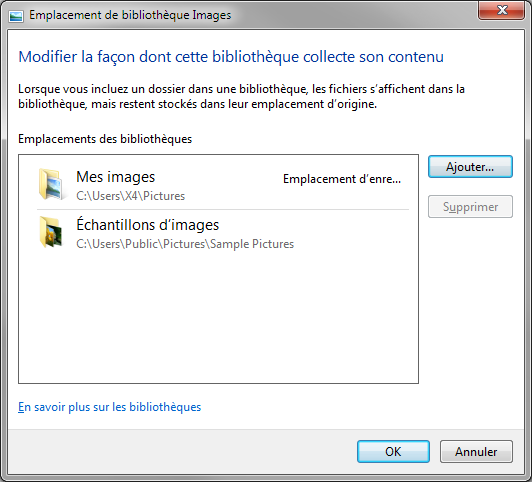 Emplacement de bibliothèque Images
Modifier la façon dont cette bibliothèque collecte son contenu
Lorsque vous incluez un dossier dans une bibliothèque, les fichiers s’affichent dans la
bibliothèque, mais restent stockés dans leur emplacement d’origine.
Emplacements des bibliothèques
Mes images
Emplacement d’enre...
C:\Users\X4\Pictures
Échantillons d’images
C:\Users\Public\Pictures\Sample Pictures
Ajouter...
Supprimer
En savoir plus sur les bibliothèques
OK
Annuler